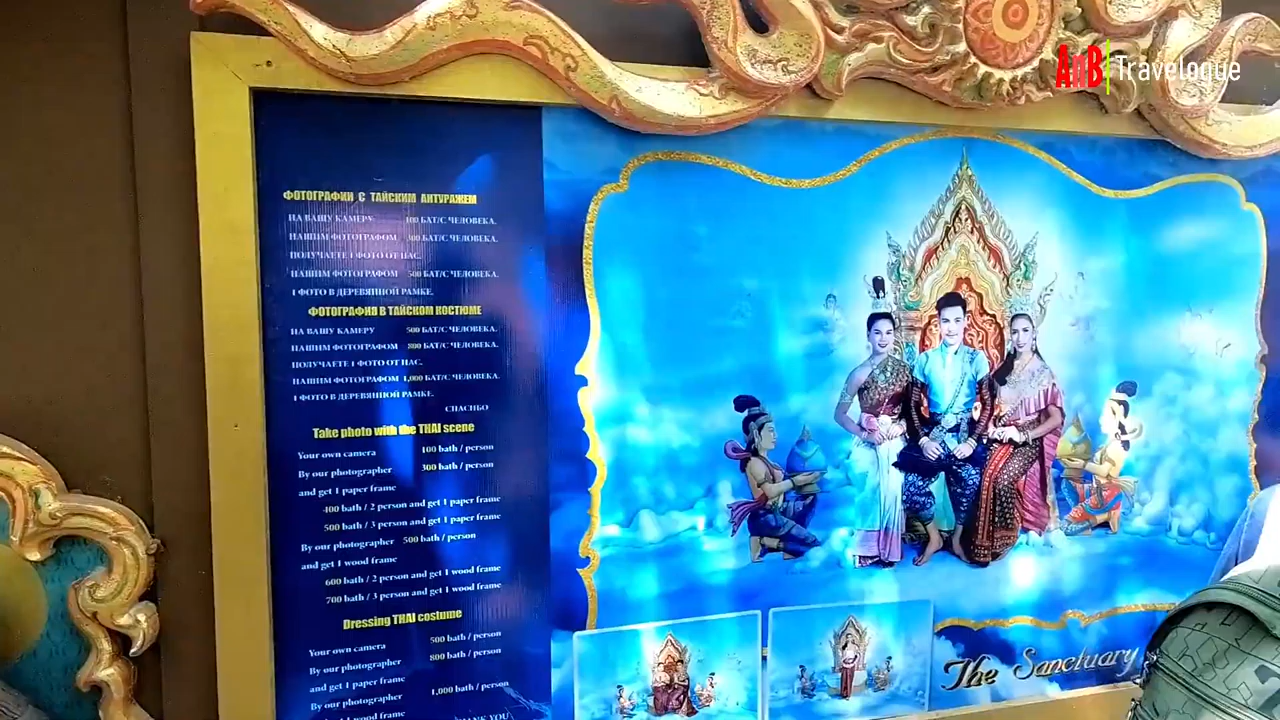 AnB Travelogue
ФОТОГРАФИИ С ТАЙСКИМ АНТУРАЖЕМ
НА ВАШУ КАМЕРУ 100 БАТ/С ЧЕЛОВЕКА.
НАШИМ ФОТОГРАФОМ 300 БАТ/С ЧЕЛОВЕКА.
ПОЛУЧАЕТЕ 1 ФОТО ОТ НАС.
НАШИМ ФОТОГРАФОМ 500 БАТ/С ЧЕЛОВЕКА.
1 ФОТО В ДЕРЕВЯННОЙ РАМКЕ.
ФОТОГРАФИЯ В ТАЙСКОМ КОСТЮМЕ
НА ВАШУ КАМЕРУ 500 БАТ/С ЧЕЛОВЕКА.
НАШИМ ФОТОГРАФОМ 800 БАТ/С ЧЕЛОВЕКА.
ПОЛУЧАЕТЕ 1 ФОТО ОТ НАС.
НАШИМ ФОТОГРАФОМ 1,000 БАТ/С ЧЕЛОВЕКА.
1 ФОТО В ДЕРЕВЯННОЙ РАМКЕ.
СПАСИБО
Take photo with the THAI scene
Your own camera 100 bath / person
By our photographer 300 bath / person
and get 1 paper frame
400 bath / 2 person and get 1 paper frame
500 bath / 3 person and get 1 paper frame
By our photographer 500 bath / person
and get 1 wood frame
600 bath / 2 person and get 1 wood frame
700 bath / 3 person and get 1 wood frame
Dressing THAI costume
Your own camera 500 bath / person
By our photographer 800 bath / person
and get 1 paper frame
By our photographer 1,000 bath / person
wood frame
YOU
The Sanctuary